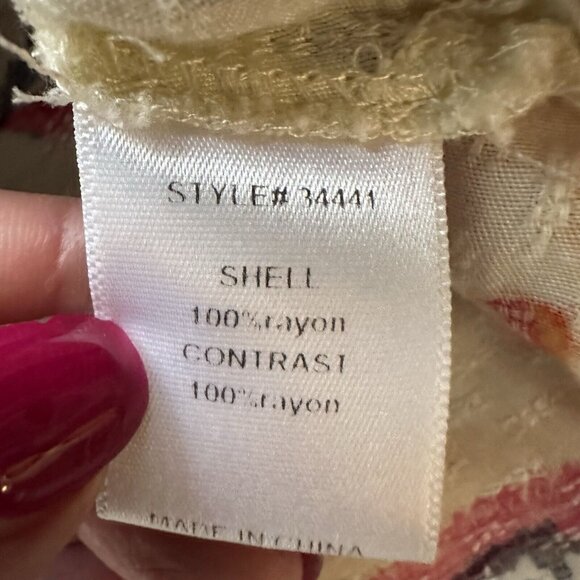 STYLE# 34441
SHELL
100%rayon
CONTRAST
100%rayon
MADE IN CHINA